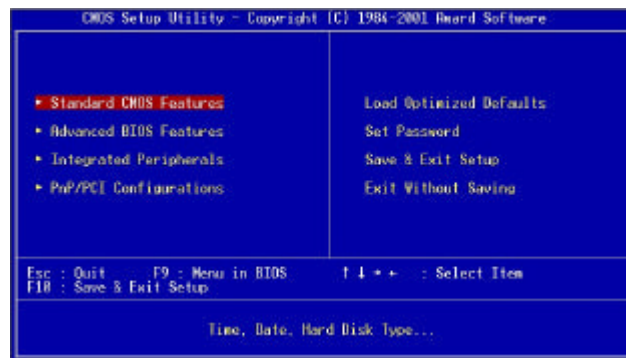 CMOS Setup Utility - Copyright (C) 1984-2001 Award Software
▸ Standard CMOS Features
▸ Advanced BIOS Features
▸ Integrated Peripherals
▸ PnP/PCI Configurations
Load Optimized Defaults
Set Password
Save & Exit Setup
Exit Without Saving
Esc : Quit F9 : Menu in BIOS ↑ ↓ → ← : Select Item
F10 : Save & Exit Setup
Time, Date, Hard Disk Type...